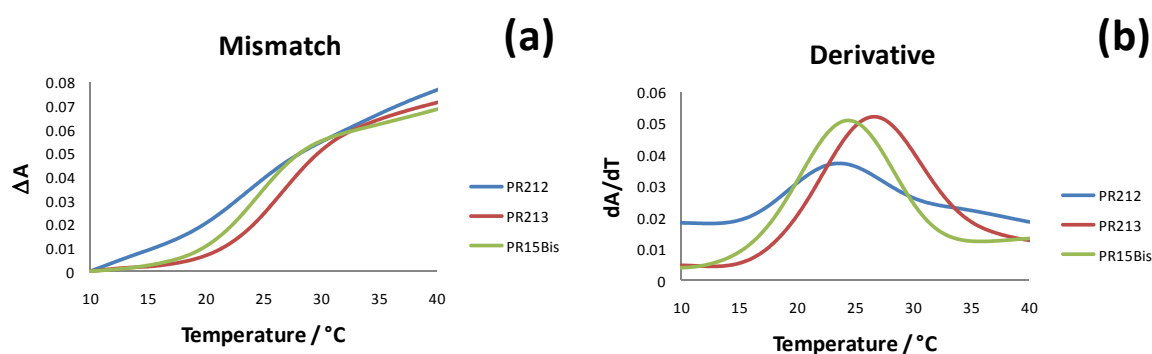 Mismatch
(a)
0.08
0.07
0.06
0.05
0.04
0.03
0.02
0.01
0
ΔA
10 15 20 25 30 35 40
Temperature / °C
PR212
PR213
PR15Bis
Derivative
(b)
0.06
0.05
0.04
0.03
0.02
0.01
0
dA/dT
10 15 20 25 30 35 40
Temperature / °C
PR212
PR213
PR15Bis